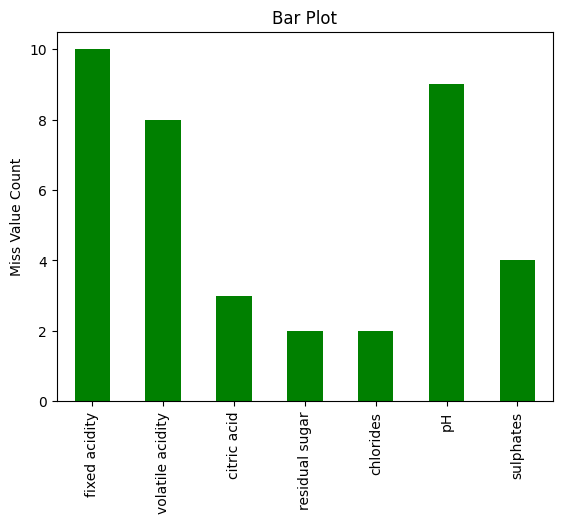 Bar Plot
Miss Value Count
10
8
6
4
2
0
fixed acidity
volatile acidity
citric acid
residual sugar
chlorides
pH
sulphates